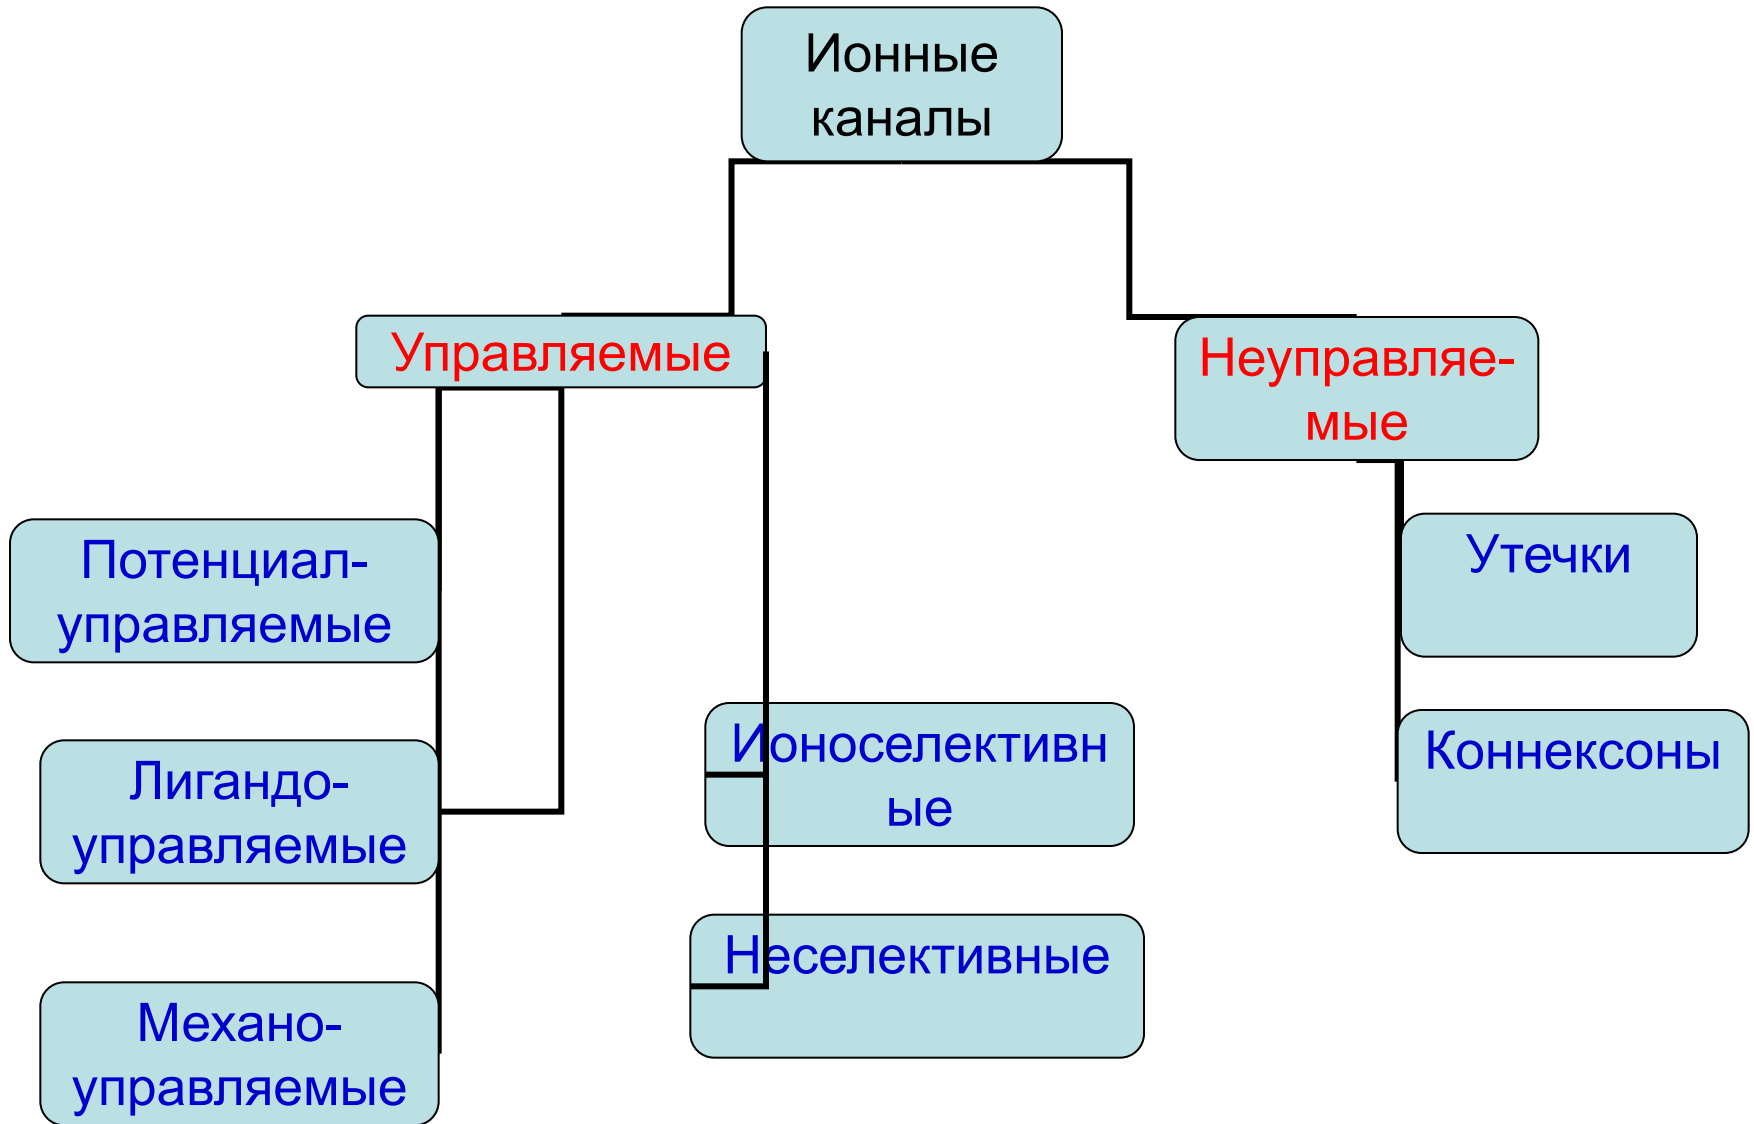 Ионные
каналы
Управляемые
Неуправляе-
мые
Потенциал-
управляемые
Лигандо-
управляемые
Механо-
управляемые
Ионоселективн
ые
Неселективные
Утечки
Коннексоны